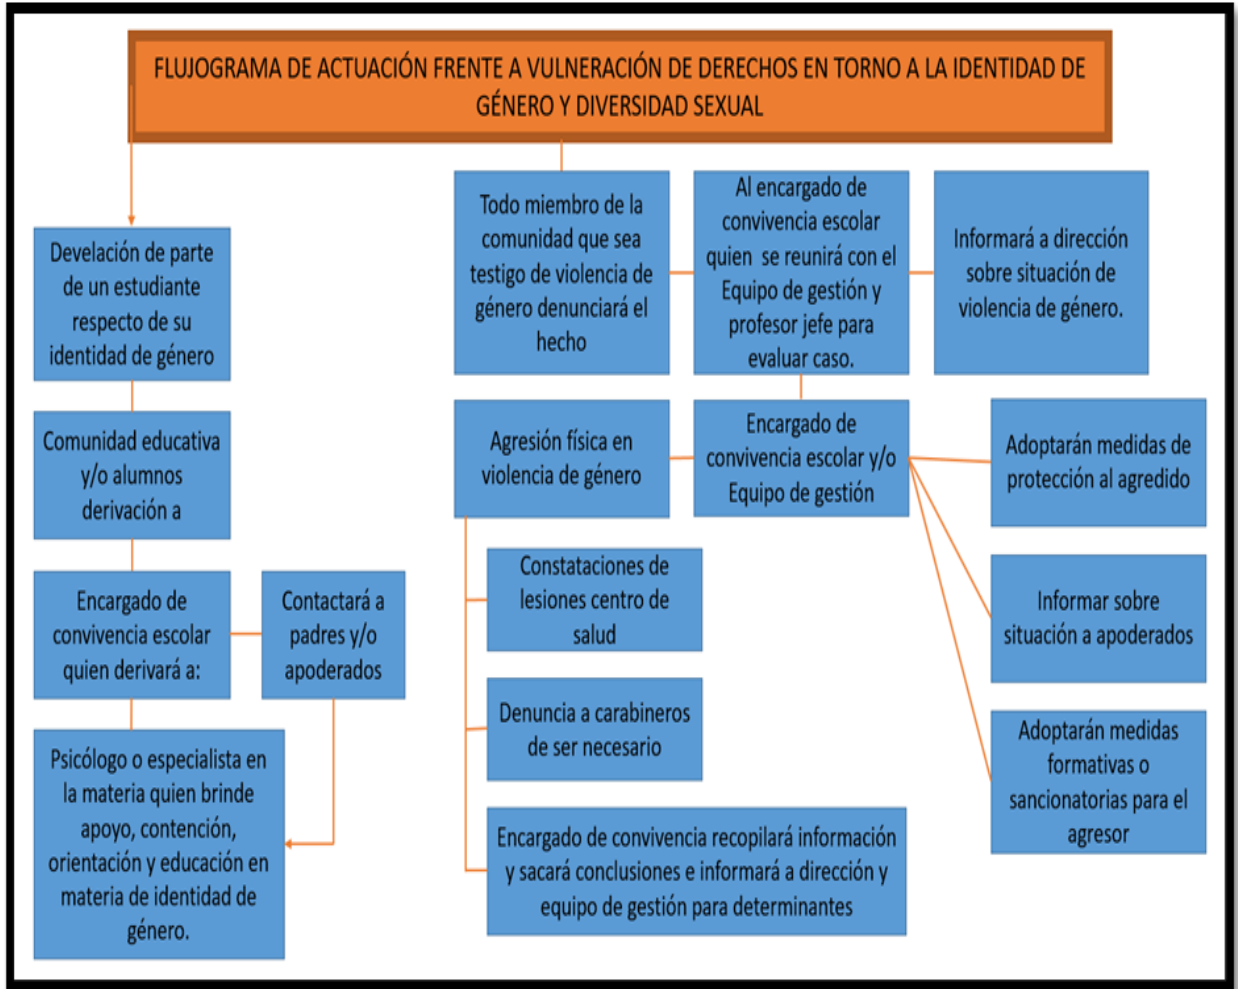 FLUJOGRAMA DE ACTUACIÓN FRENTE A VULNERACIÓN DE DERECHOS EN TORNO A LA IDENTIDAD DE
GÉNERO Y DIVERSIDAD SEXUAL
Develación de parte
de un estudiante
respecto de su
identidad de género
Comunidad educativa
y/o alumnos
derivación a
Encargado de
convivencia escolar
quien derivará a:
Contactará a
padres y/o
apoderados
Psicólogo o especialista en
la materia quien brinde
apoyo, contención,
orientación y educación en
materia de identidad de
género.
Todo miembro de la
comunidad que sea
testigo de violencia de
género denunciará el
hecho
Al encargado de
convivencia escolar
quien se reunirá con el
Equipo de gestión y
profesor jefe para
evaluar caso.
Informará a dirección
sobre situación de
violencia de género.
Agresión física en
violencia de género
Encargado de
convivencia escolar y/o
Equipo de gestión
Adoptarán medidas de
protección al agredido
Informar sobre
situación a apoderados
Adoptarán medidas
formativas o
sancionatorias para el
agresor
Constataciones de
lesiones centro de
salud
Denuncia a carabineros
de ser necesario
Encargado de convivencia recopilará información
y sacará conclusiones e informará a dirección y
equipo de gestión para determinantes